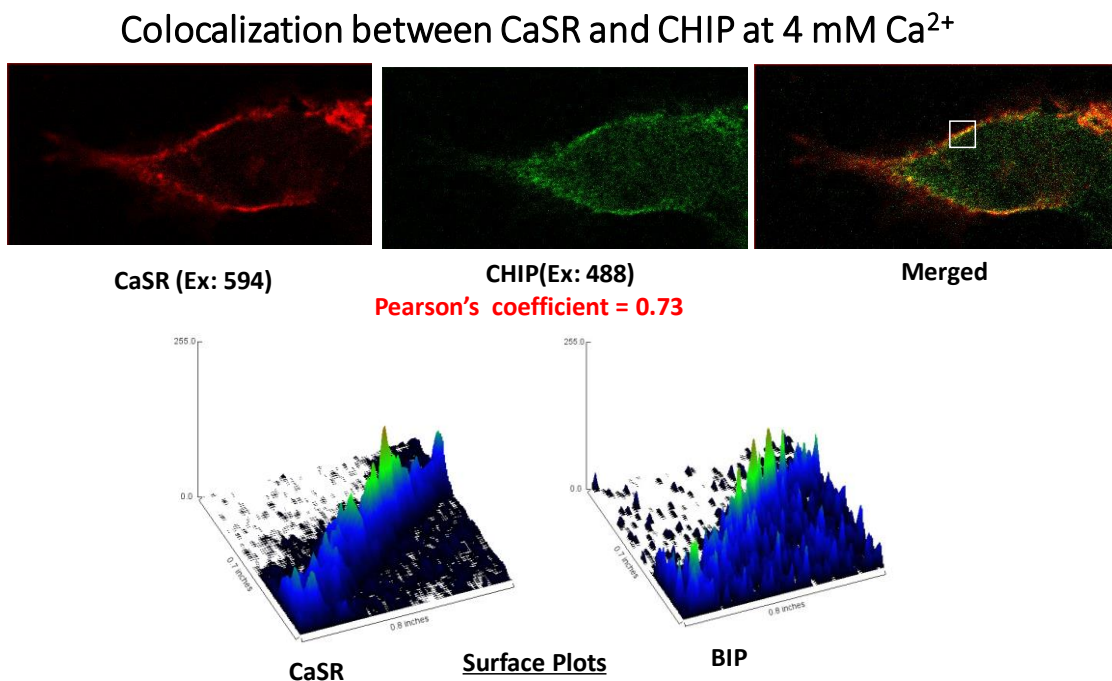 Colocalization between CaSR and CHIP at 4 mM Ca²⁺
CaSR (Ex: 594)
CHIP(Ex: 488)
Merged
Pearson's coefficient = 0.73
255.0
0.0
0.7 inches
0.8 inches
255.0
0.0
0.7 inches
0.8 inches
CaSR
Surface Plots
BIP